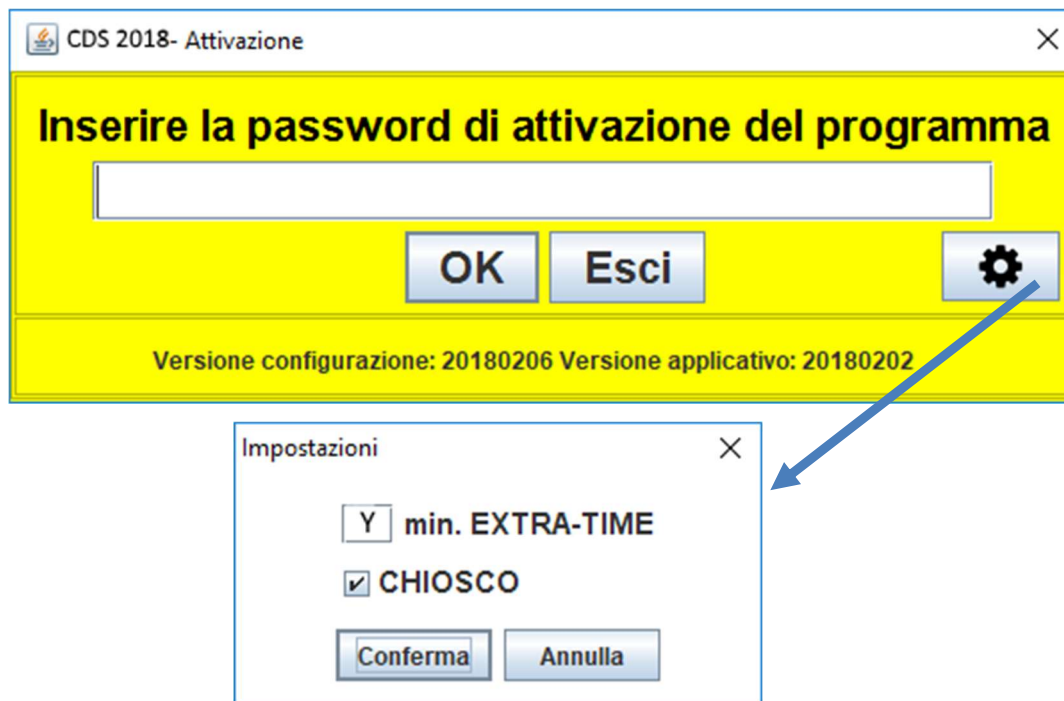 CDS 2018- Attivazione
Inserire la password di attivazione del programma
OK Esci
Versione configurazione: 20180206 Versione applicativo: 20180202
Impostazioni
Y min. EXTRA-TIME
CHIOSCO
Conferma Annulla